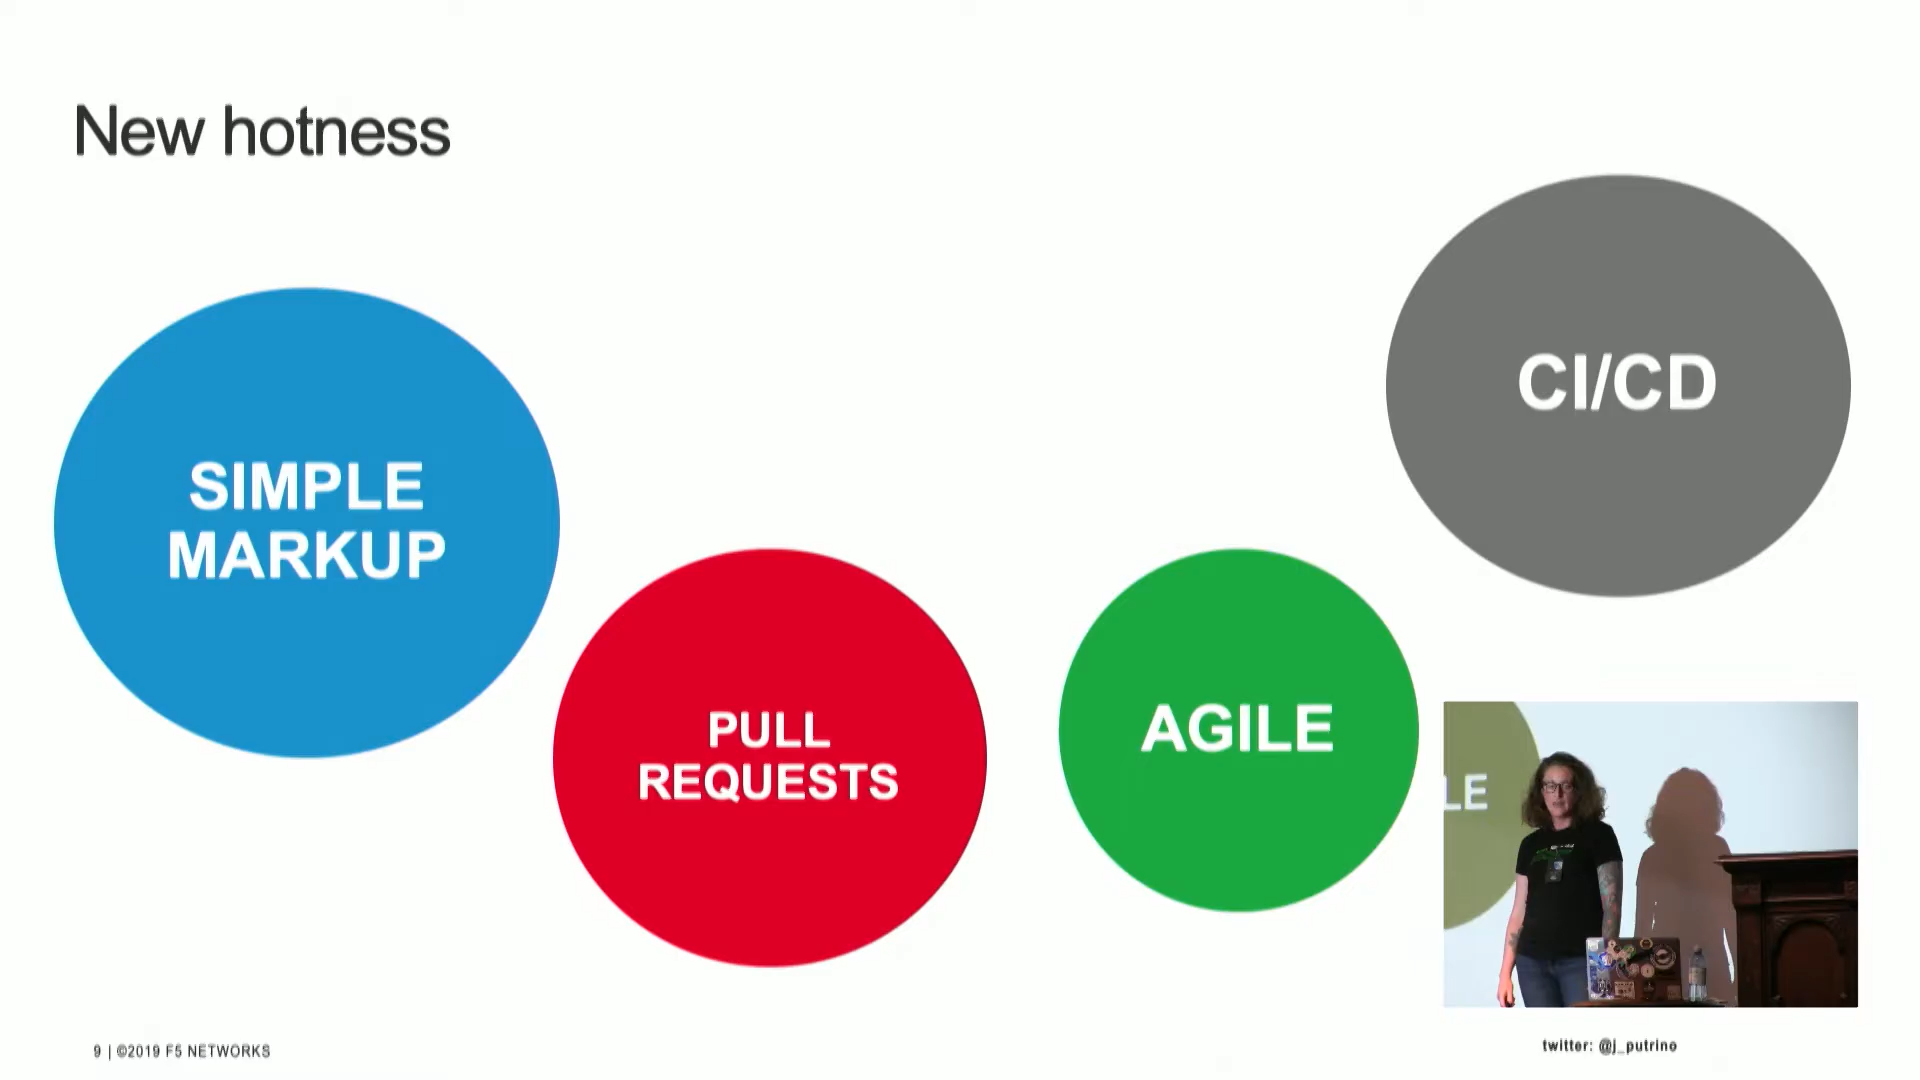 New hotness
SIMPLE
MARKUP
PULL
REQUESTS
AGILE
CI/CD
LE
9 | ©2019 F5 NETWORKS
twitter: @j_putrino